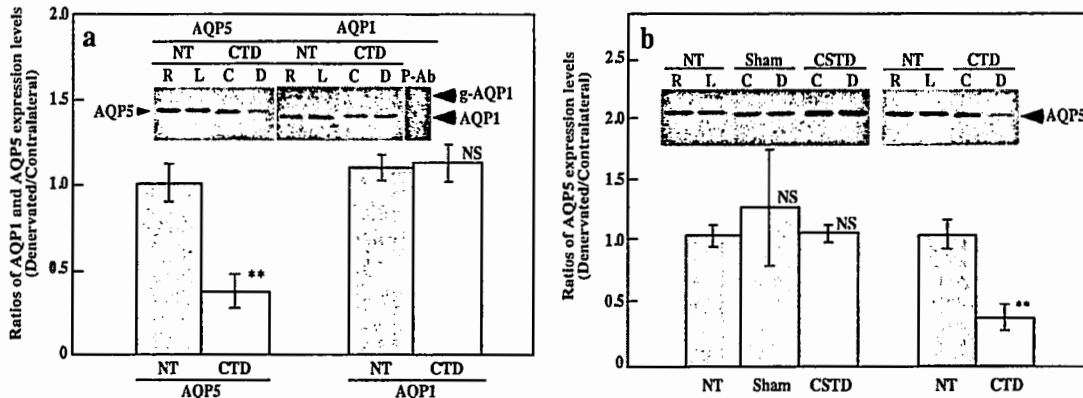 a
AQP5 AQP1
NT CTD NT CTD
R L C D R L C D P-Ab
AQP5
g-AQP1
AQP1
Ratios of AQP1 and AQP5 expression levels
(Denervated/Contralateral)
2.0
1.5
1.0
0.5
0
**
NS
NT CTD NT CTD
AQP5 AQP1
b
NT Sham CSTD NT CTD
R L C D C D R L C D
AQP5
Ratios of AQP5 expression levels
(Denervated/Contralateral)
2.5
2.0
1.5
1.0
0.5
0
NS
NS
**
NT Sham CSTD NT CTD